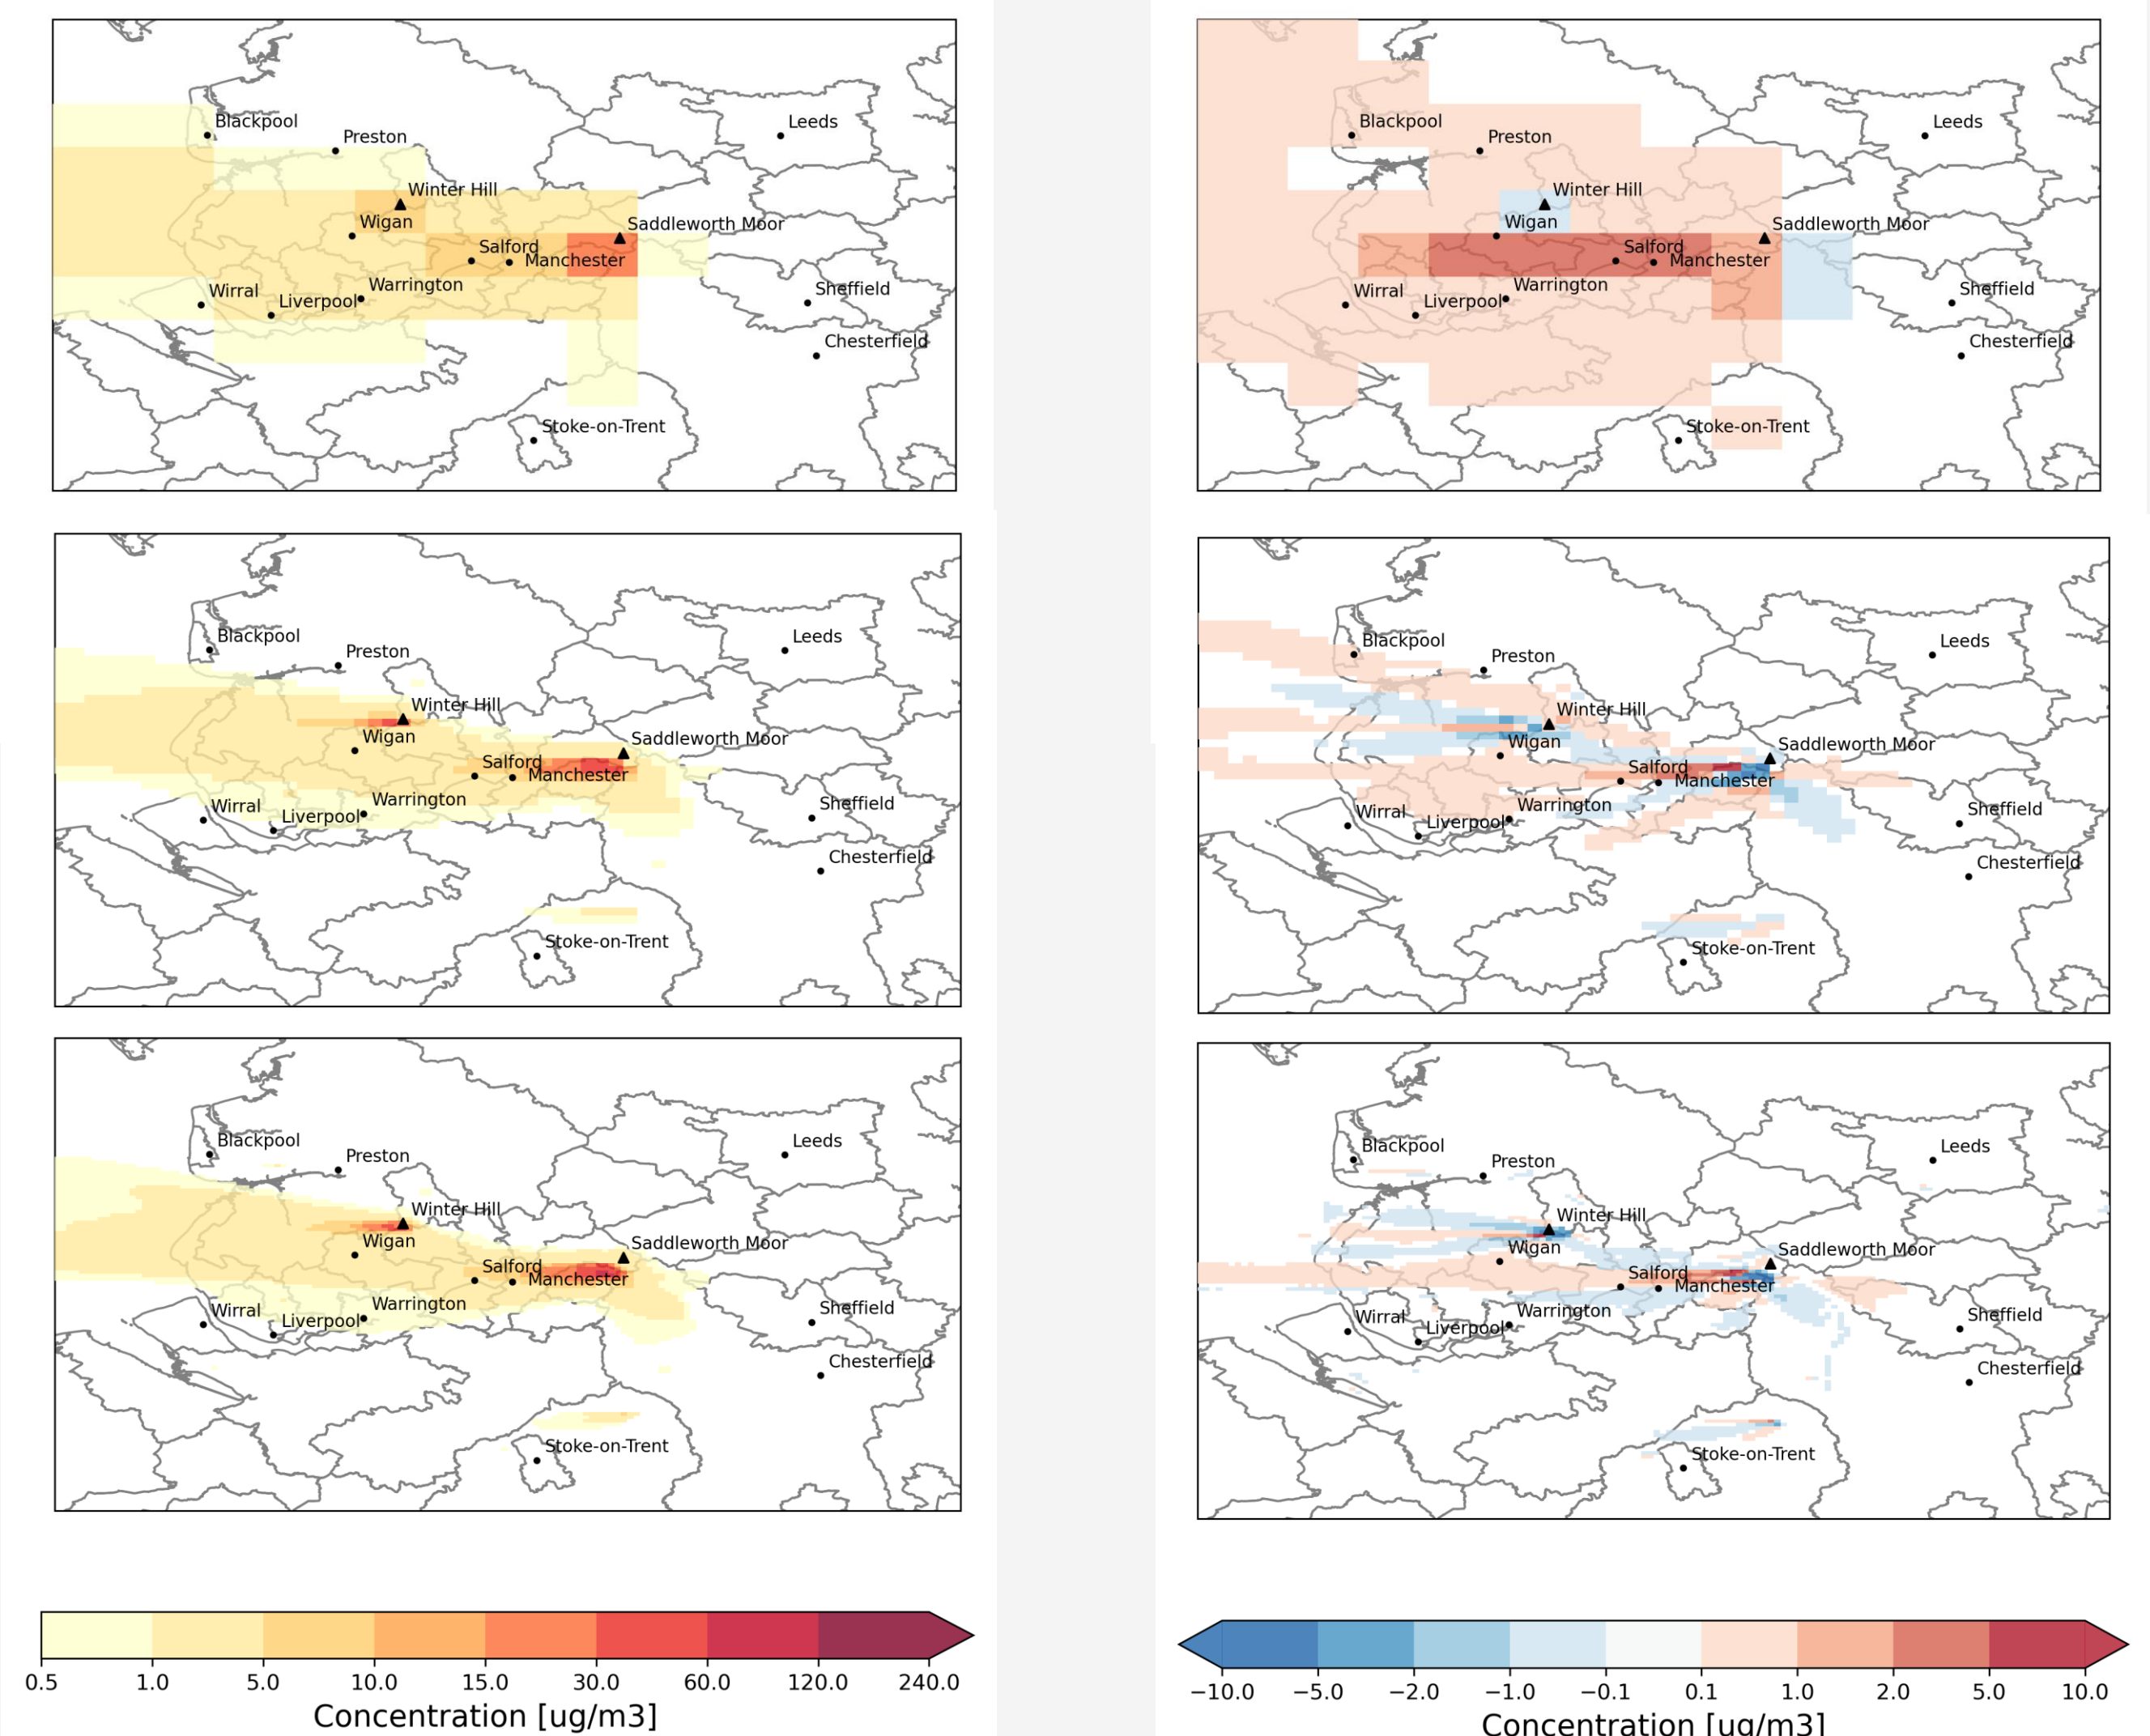 Blackpool
Preston
Leeds
Winter Hill
Wigan
Saddleworth Moor
Salford
Manchester
Wirral
Liverpool
Warrington
Sheffield
Chesterfield
Stoke-on-Trent
Blackpool
Preston
Leeds
Winter Hill
Wigan
Saddleworth Moor
Salford
Manchester
Wirral
Liverpool
Warrington
Sheffield
Chesterfield
Stoke-on-Trent
Blackpool
Preston
Leeds
Winter Hill
Wigan
Saddleworth Moor
Salford
Manchester
Wirral
Liverpool
Warrington
Sheffield
Chesterfield
Stoke-on-Trent
Blackpool
Preston
Leeds
Winter Hill
Wigan
Saddleworth Moor
Salford
Manchester
Wirral
Liverpool
Warrington
Sheffield
Chesterfield
Stoke-on-Trent
Blackpool
Preston
Leeds
Winter Hill
Wigan
Saddleworth Moor
Salford
Manchester
Wirral
Liverpool
Warrington
Sheffield
Chesterfield
Stoke-on-Trent
Blackpool
Preston
Leeds
Winter Hill
Wigan
Saddleworth Moor
Salford
Manchester
Wirral
Liverpool
Warrington
Sheffield
Chesterfield
Stoke-on-Trent
0.5 1.0 5.0 10.0 15.0 30.0 60.0 120.0 240.0
Concentration [ug/m3]
−10.0 −5.0 −2.0 −1.0 −0.1 0.1 1.0 2.0 5.0 10.0
Concentration [ug/m3]